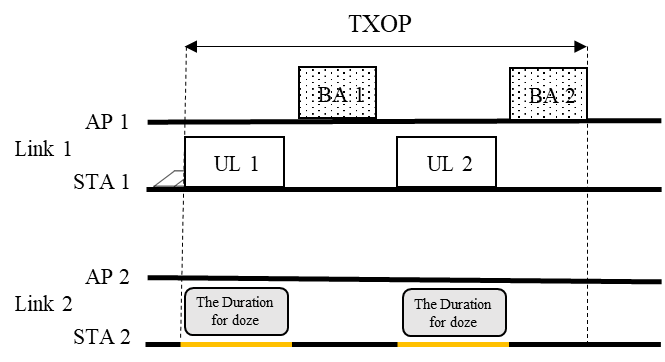 TXOP
BA 1
BA 2
AP 1
Link 1
UL 1
UL 2
STA 1
AP 2
Link 2
The Duration
for doze
The Duration
for doze
STA 2